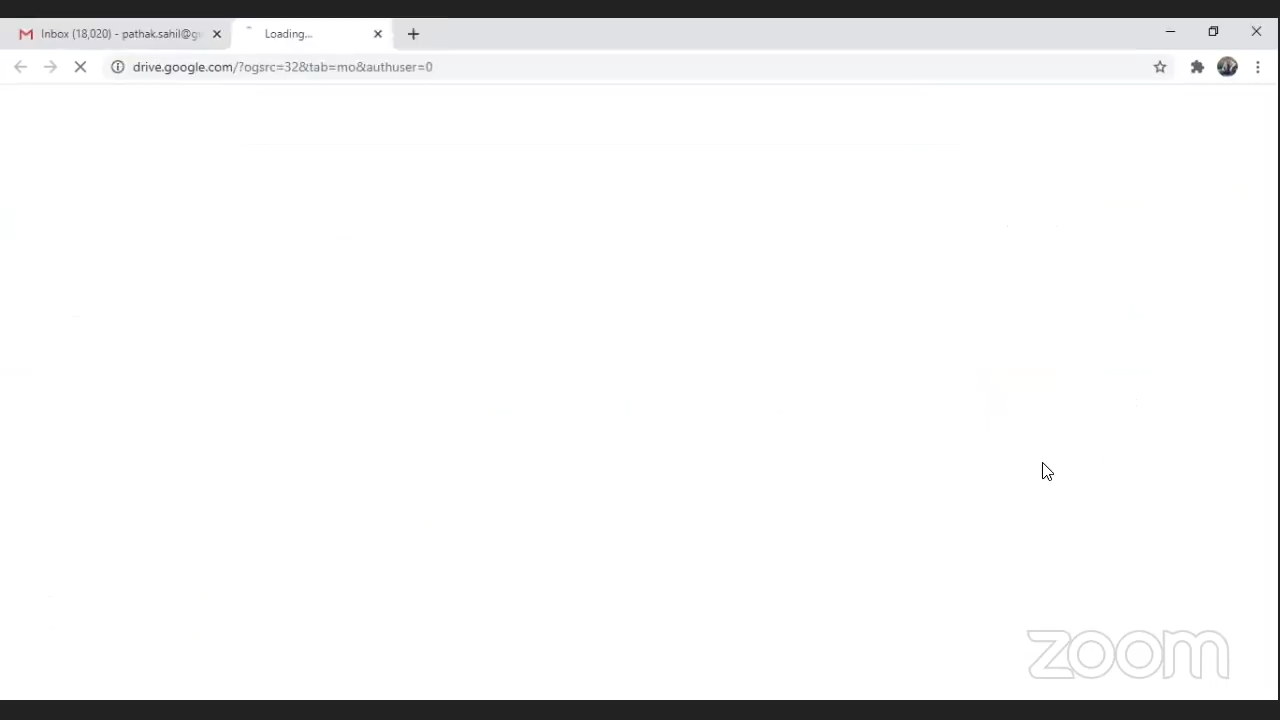 Inbox (18,020) - pathak.sahil@g
Loading...
drive.google.com/?ogsrc=32&tab=mo&authuser=0
zoom